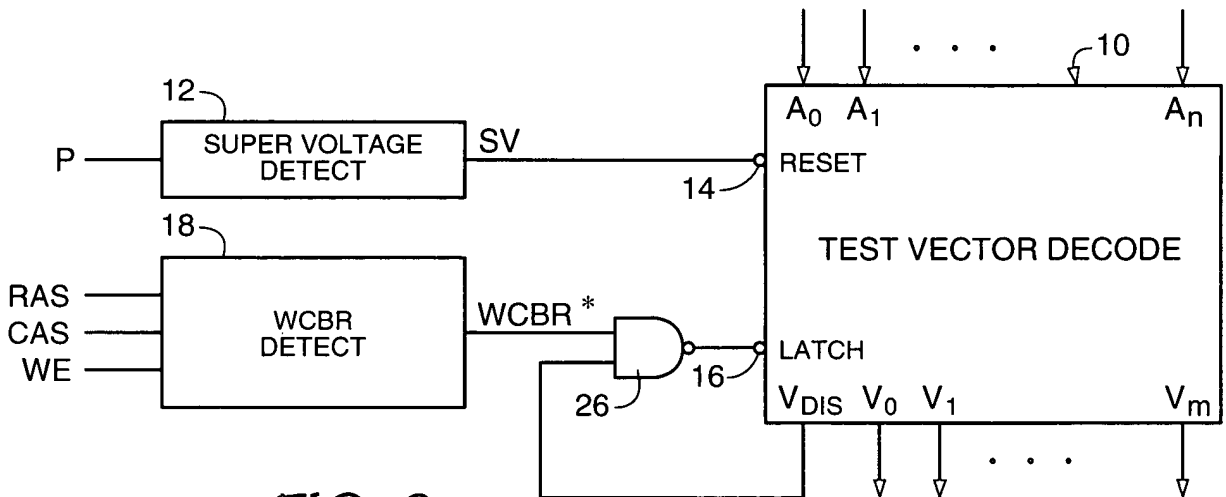 10
12
A0 A1 An
P
SUPER VOLTAGE
DETECT
SV
14
RESET
18
TEST VECTOR DECODE
RAS
CAS
WE
WCBR
DETECT
WCBR *
26
16
LATCH
VDIS V0 V1 Vm